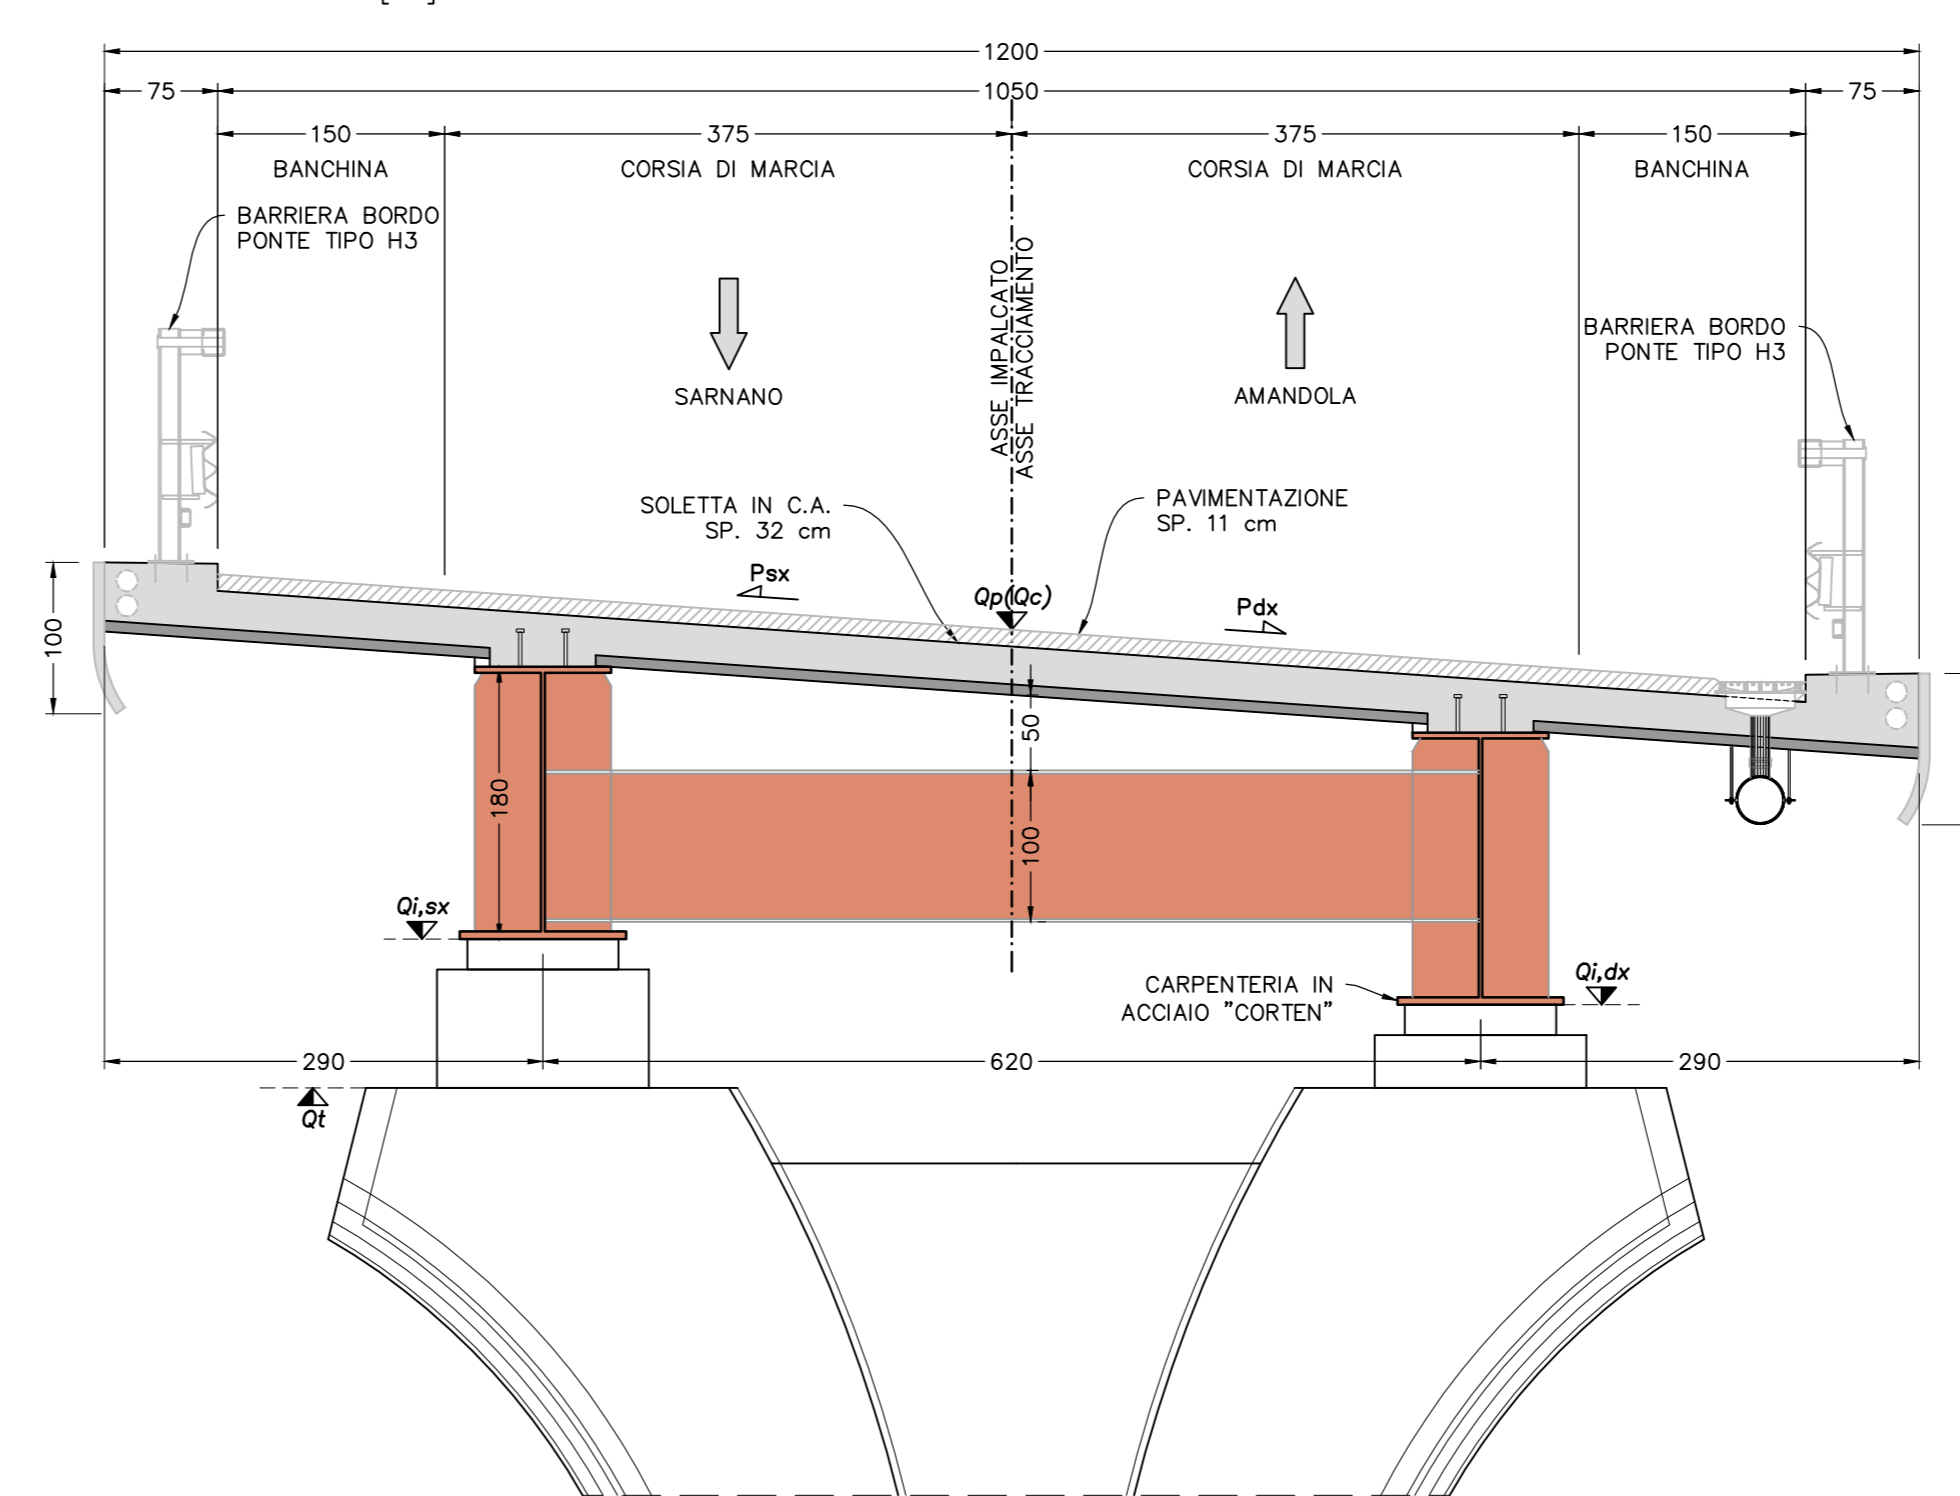 1200
75
1050
75
150
375
375
150
BANCHINA
CORSIA DI MARCIA
CORSIA DI MARCIA
BANCHINA
BARRIERA BORDO
PONTE TIPO H3
ASSE IMPALCATO
ASSE TRACCIAMENTO
BARRIERA BORDO
PONTE TIPO H3
SARNANO
AMANDOLA
SOLETTA IN C.A.
SP. 32 cm
PAVIMENTAZIONE
SP. 11 cm
Psx
Qp(Qc)
Pdx
100
50
180
100
Qi,sx
CARPENTERIA IN
ACCIAIO "CORTEN"
Qi,dx
290
620
290
Qt